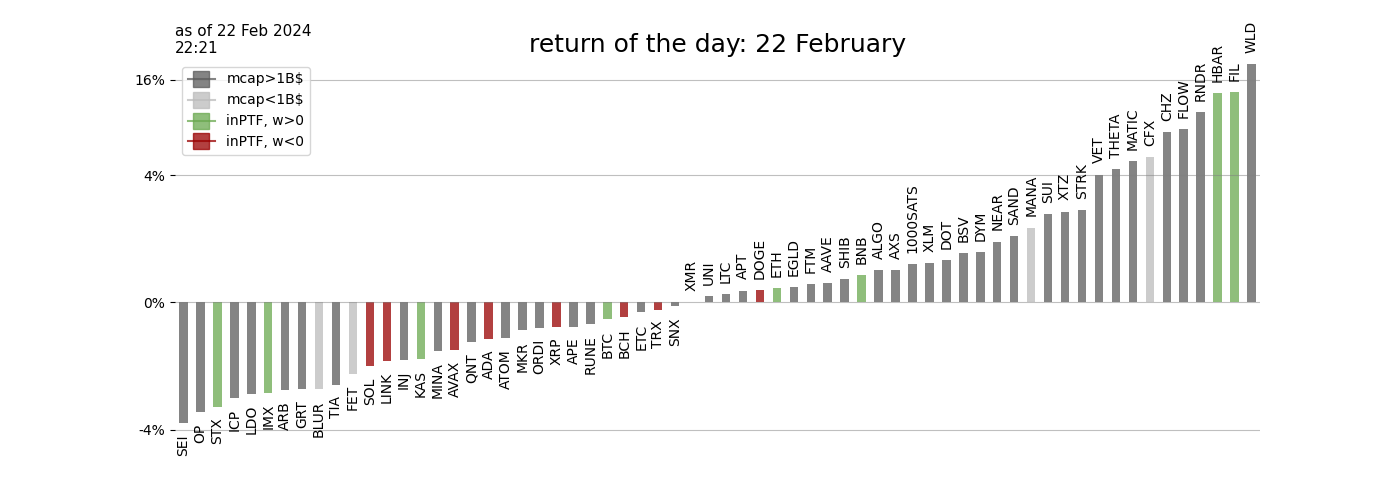 as of 22 Feb 2024
22:21
return of the day: 22 February
mcap>1B$
mcap<1B$
inPTF, w>0
inPTF, w<0
16%
4%
0%
-4%
SEI
OP
STX
ICP
LDO
IMX
ARB
GRT
BLUR
TIA
FET
SOL
LINK
INJ
KAS
MINA
AVAX
QNT
ADA
ATOM
MKR
ORDI
XRP
APE
RUNE
BTC
BCH
ETC
TRX
SNX
XMR
UNI
LTC
APT
DOGE
ETH
EGLD
FTM
AAVE
SHIB
BNB
ALGO
AXS
1000SATS
XLM
DOT
BSV
DYM
NEAR
SAND
MANA
SUI
XTZ
STRK
VET
THETA
MATIC
CFX
CHZ
FLOW
RNDR
HBAR
FIL
WLD